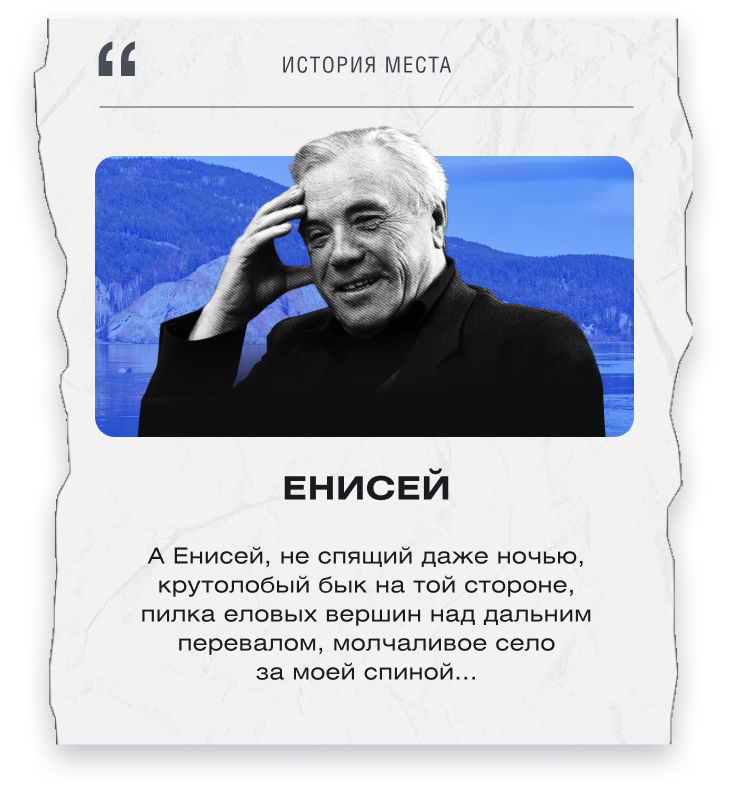 “
ИСТОРИЯ МЕСТА
ЕНИСЕЙ
А Енисей, не спящий даже ночью,
крутолобый бык на той стороне,
пилка еловых вершин над дальним
перевалом, молчаливое село
за моей спиной...